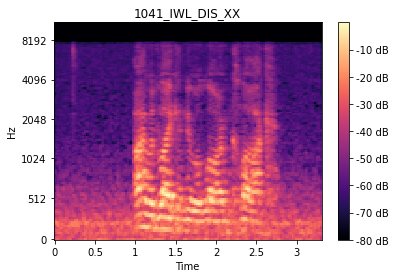 1041_IWL_DIS_XX
8192
4096
2048
1024
512
0
Hz
0 0.5 1 1.5 2 2.5 3
Time
-10 dB
-20 dB
-30 dB
-40 dB
-50 dB
-60 dB
-70 dB
-80 dB